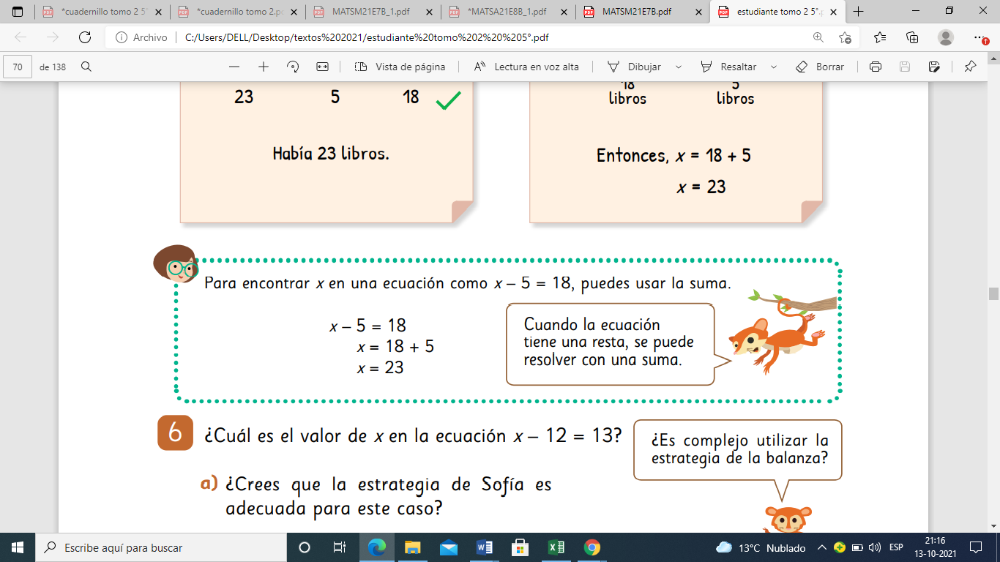 *cuadernillo tomo 2 5°
*cuadernillo tomo 2.p
MATSM21E7B_1.pdf
*MATSA21E8B_1.pdf
MATSM21E7B.pdf
estudiante tomo 2 5°.
Archivo
C:/Users/DELL/Desktop/textos%202021/estudiante%20tomo%202%20%205°.pdf
70
de 138
Vista de página
Lectura en voz alta
Dibujar
Resaltar
Borrar
23 5 18
Había 23 libros.
18 5
libros libros
Entonces, x = 18 + 5
x = 23
Para encontrar x en una ecuación como x – 5 = 18, puedes usar la suma.
x – 5 = 18
x = 18 + 5
x = 23
Cuando la ecuación
tiene una resta, se puede
resolver con una suma.
6 ¿Cuál es el valor de x en la ecuación x – 12 = 13?
¿Es complejo utilizar la
estrategia de la balanza?
a) ¿Crees que la estrategia de Sofía es
adecuada para este caso?
Escribe aquí para buscar
13°C Nublado
ESP
21:16
13-10-2021